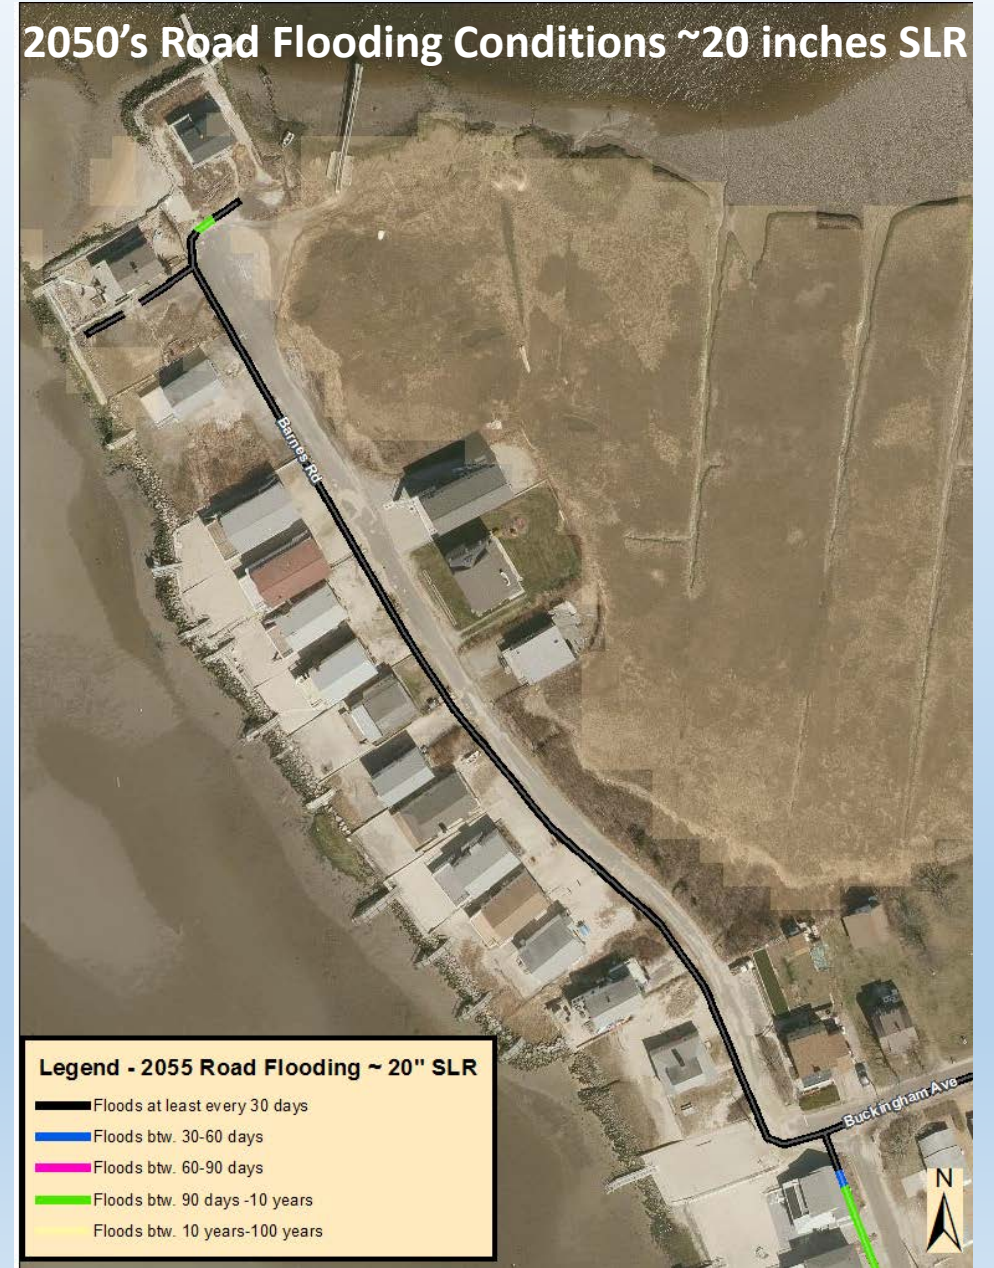 2050’s Road Flooding Conditions ~20 inches SLR
Barnes Rd
Buckingham Ave
Legend - 2055 Road Flooding ~ 20" SLR
Floods at least every 30 days
Floods btw. 30-60 days
Floods btw. 60-90 days
Floods btw. 90 days -10 years
Floods btw. 10 years-100 years
N